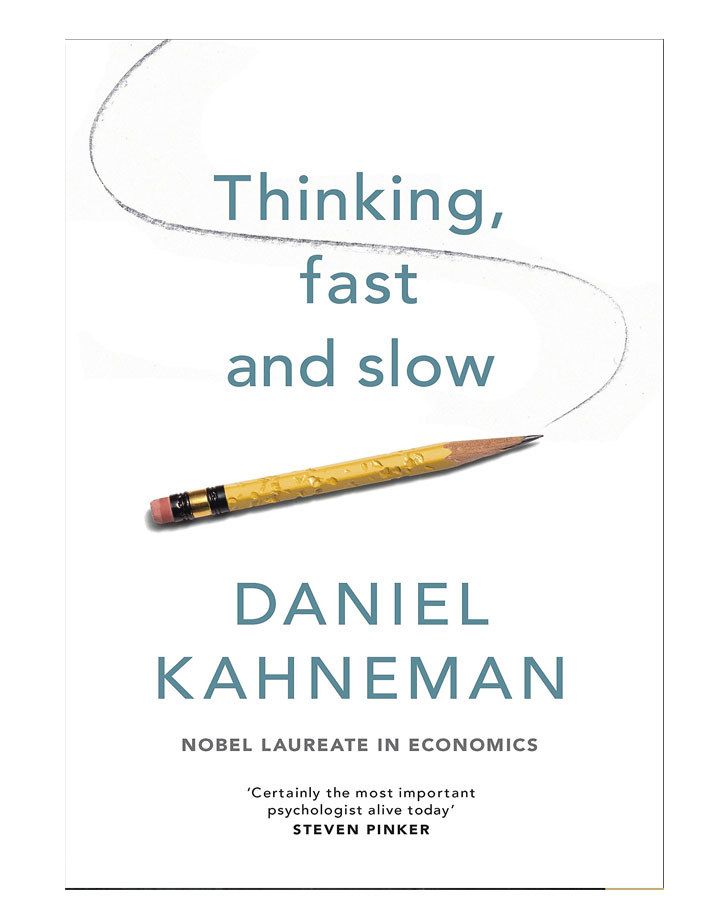 Thinking,
fast
and slow
DANIEL
KAHNEMAN
NOBEL LAUREATE IN ECONOMICS
‘Certainly the most important
psychologist alive today’
STEVEN PINKER